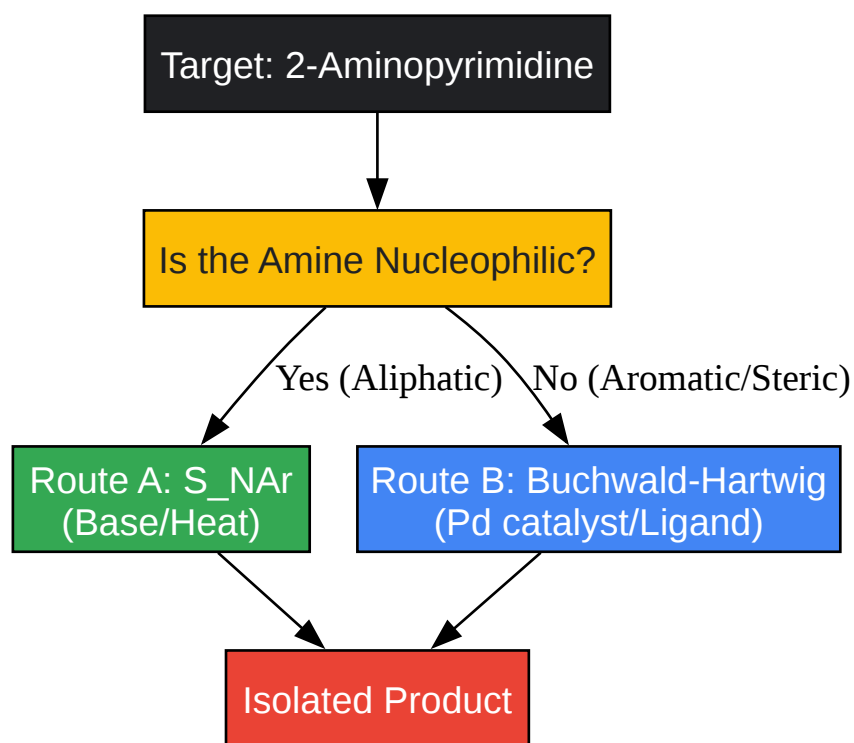 Target: 2-Aminopyrimidine
Is the Amine Nucleophilic?
Yes (Aliphatic)
No (Aromatic/Steric)
Route A: S_NAr
(Base/Heat)
Route B: Buchwald-Hartwig
(Pd catalyst/Ligand)
Isolated Product